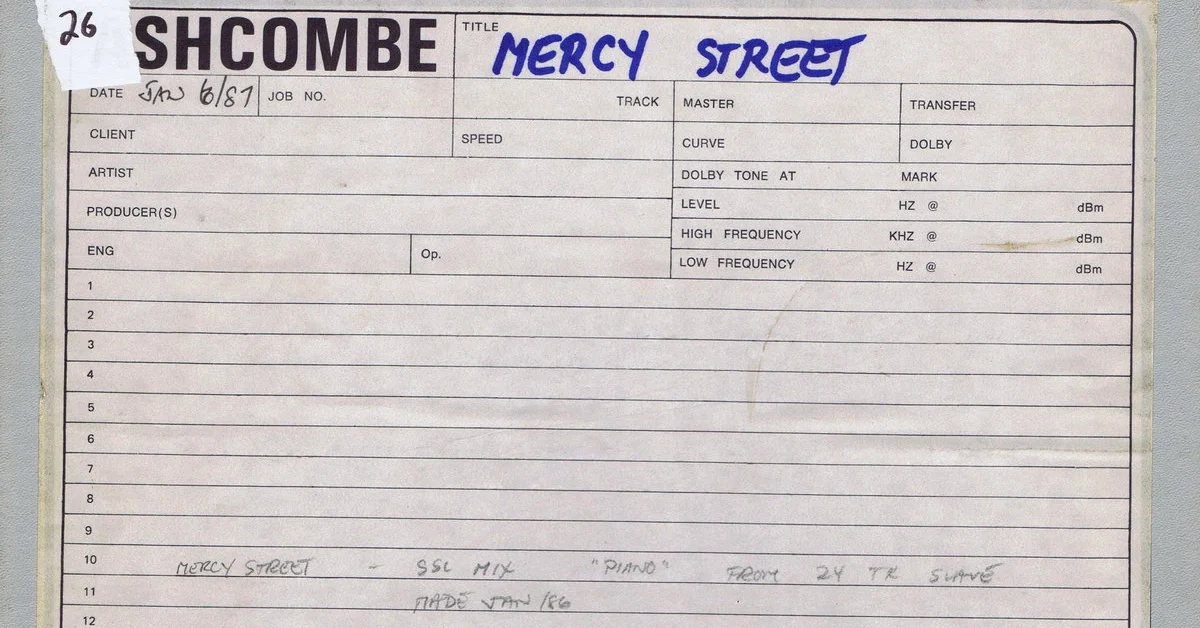 26
SHCOMBE
TITLE MERCY STREET
DATE JAN 6/87 JOB NO. TRACK MASTER TRANSFER
CLIENT SPEED CURVE DOLBY
ARTIST DOLBY TONE AT MARK
PRODUCER(S) LEVEL HZ @ dBm
HIGH FREQUENCY KHZ @ dBm
ENG Op. LOW FREQUENCY HZ @ dBm
1
2
3
4
5
6
7
8
9
10 MERCY STREET - SSL MIX "PIANO" FROM 24 TK SLAVE
11 MADE JAN/86
12